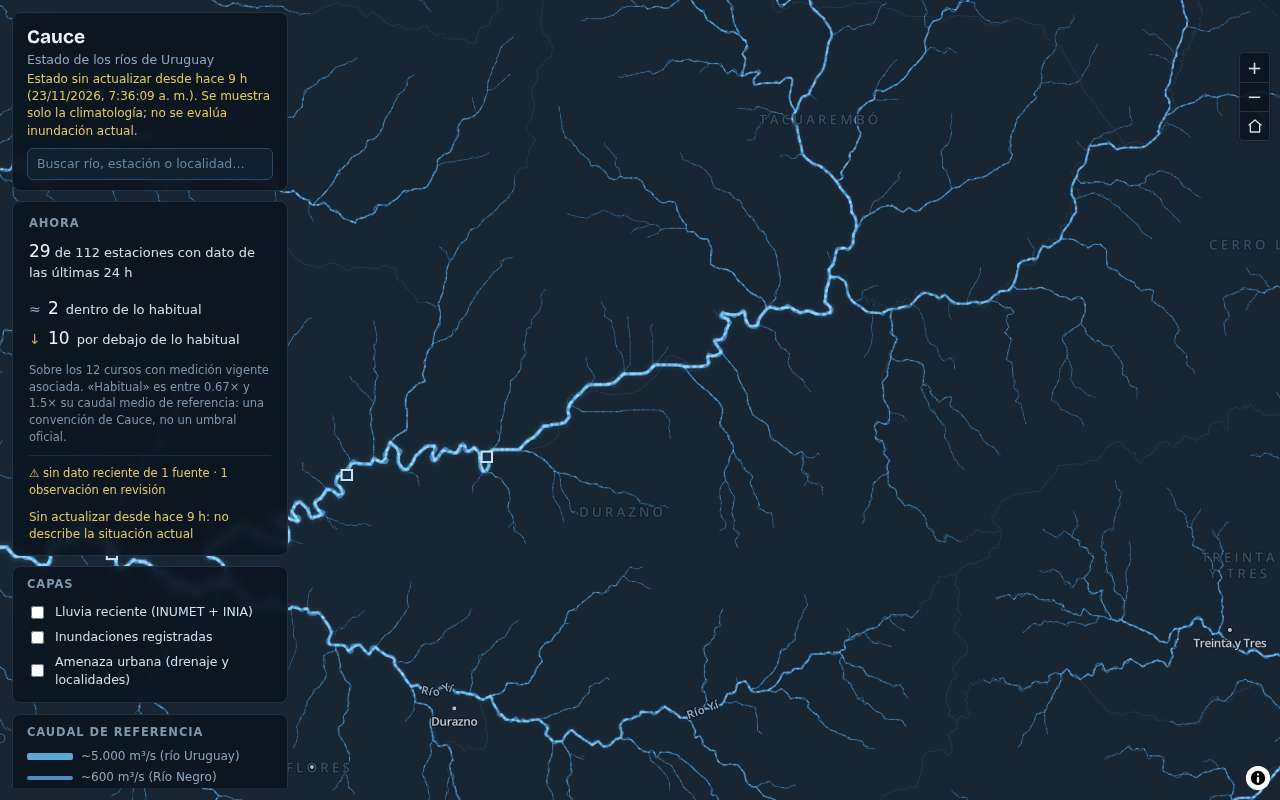 Cauce
Estado de los ríos de Uruguay
Estado sin actualizar desde hace 9 h
(23/11/2026, 7:36:09 a. m.). Se muestra
solo la climatología; no se evalúa
inundación actual.
Buscar río, estación o localidad…
AHORA
29 de 112 estaciones con dato de
las últimas 24 h
≈ 2 dentro de lo habitual
↓ 10 por debajo de lo habitual
Sobre los 12 cursos con medición vigente
asociada. «Habitual» es entre 0.67× y
1.5× su caudal medio de referencia: una
convención de Cauce, no un umbral
oficial.
⚠ sin dato reciente de 1 fuente · 1
observación en revisión
Sin actualizar desde hace 9 h: no
describe la situación actual
CAPAS
Lluvia reciente (INUMET + INIA)
Inundaciones registradas
Amenaza urbana (drenaje y
localidades)
CAUDAL DE REFERENCIA
~5.000 m³/s (río Uruguay)
~600 m³/s (Río Negro)
TACUAREMBÓ
CERRO L
DURAZNO
TREINTA
Y TRES
Treinta y Tres
Río Yí
Durazno
Río Yí
FLORES
+
−